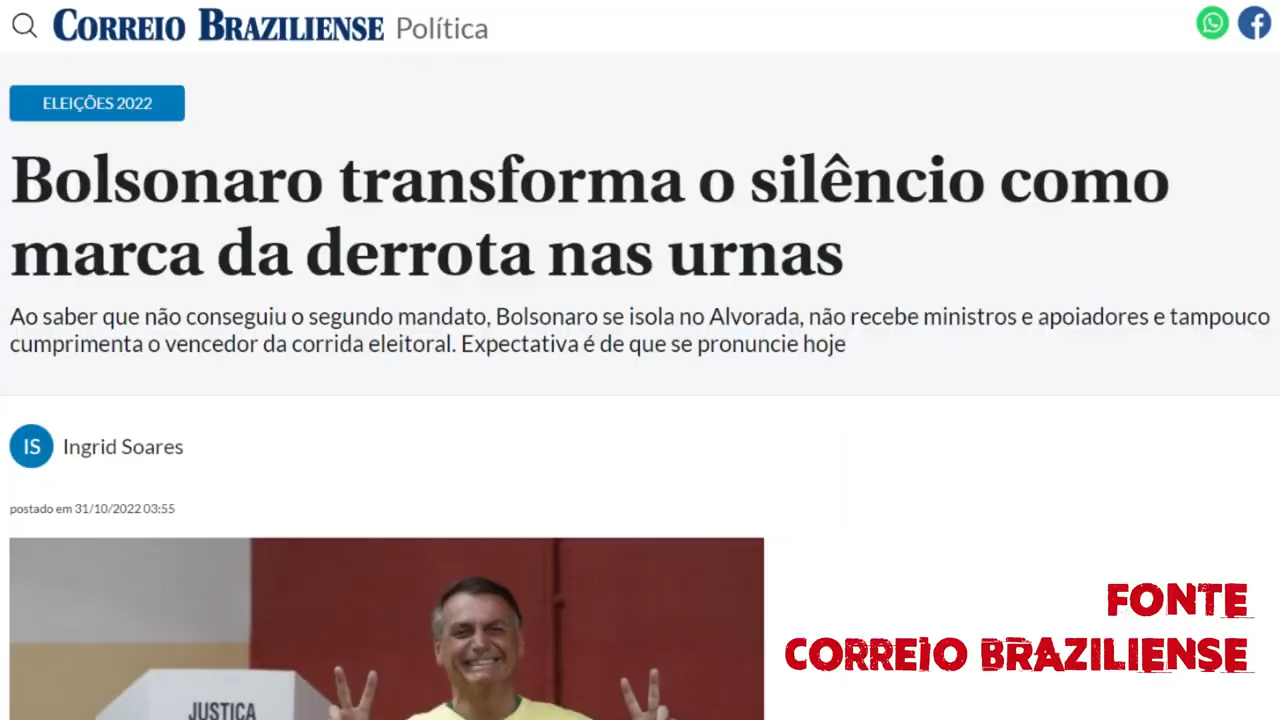 CORREIO BRAZILIENSE Política
ELEIÇÕES 2022
Bolsonaro transforma o silêncio como
marca da derrota nas urnas
Ao saber que não conseguiu o segundo mandato, Bolsonaro se isola no Alvorada, não recebe ministros e apoiadores e tampouco
cumprimenta o vencedor da corrida eleitoral. Expectativa é de que se pronuncie hoje
IS Ingrid Soares
postado em 31/10/2022 03:55
JUSTIÇA
FONTE
CORREIO BRAZILIENSE